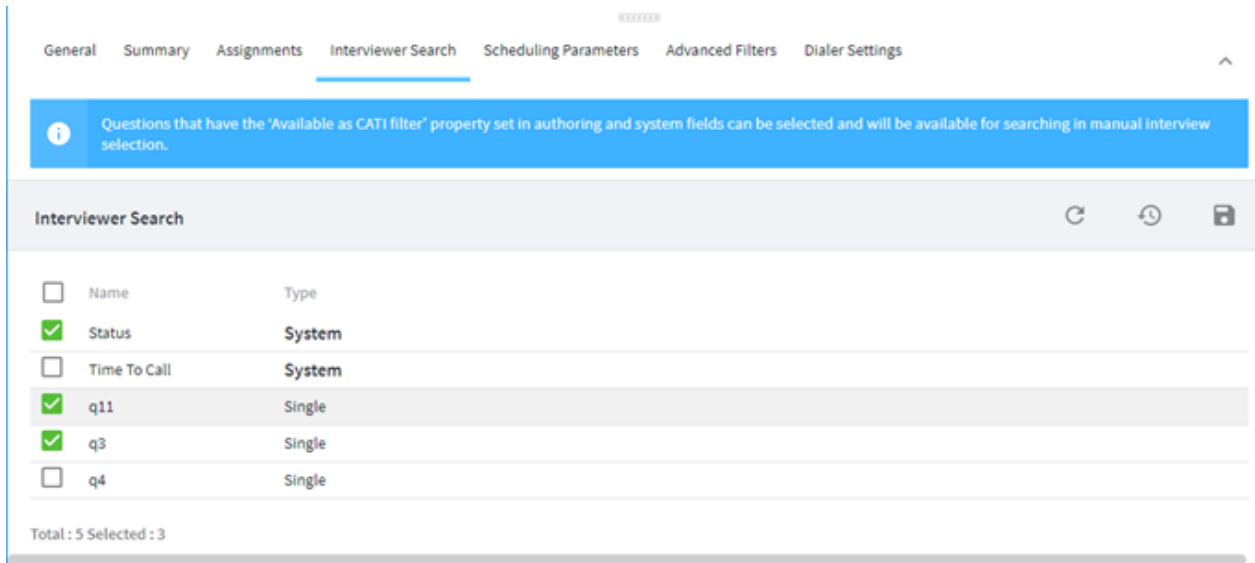 General Summary Assignments Interviewer Search Scheduling Parameters Advanced Filters Dialer Settings
Questions that have the 'Available as CATI filter' property set in authoring and system fields can be selected and will be available for searching in manual interview
selection.
Interviewer Search
Name Type
Status System
Time To Call System
q11 Single
q3 Single
q4 Single
Total : 5 Selected : 3